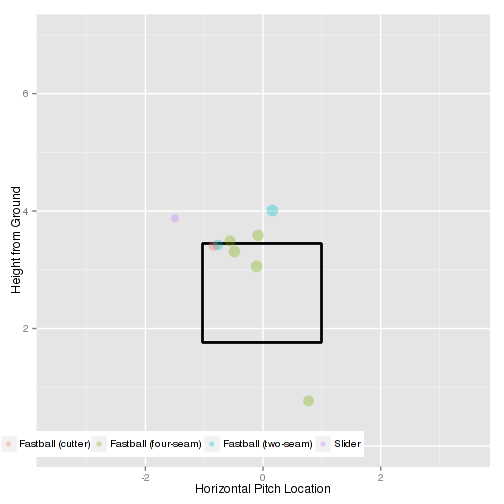 6
4
2
Height from Ground
Fastball (cutter) Fastball (four-seam) Fastball (two-seam) Slider
-2 0 2
Horizontal Pitch Location